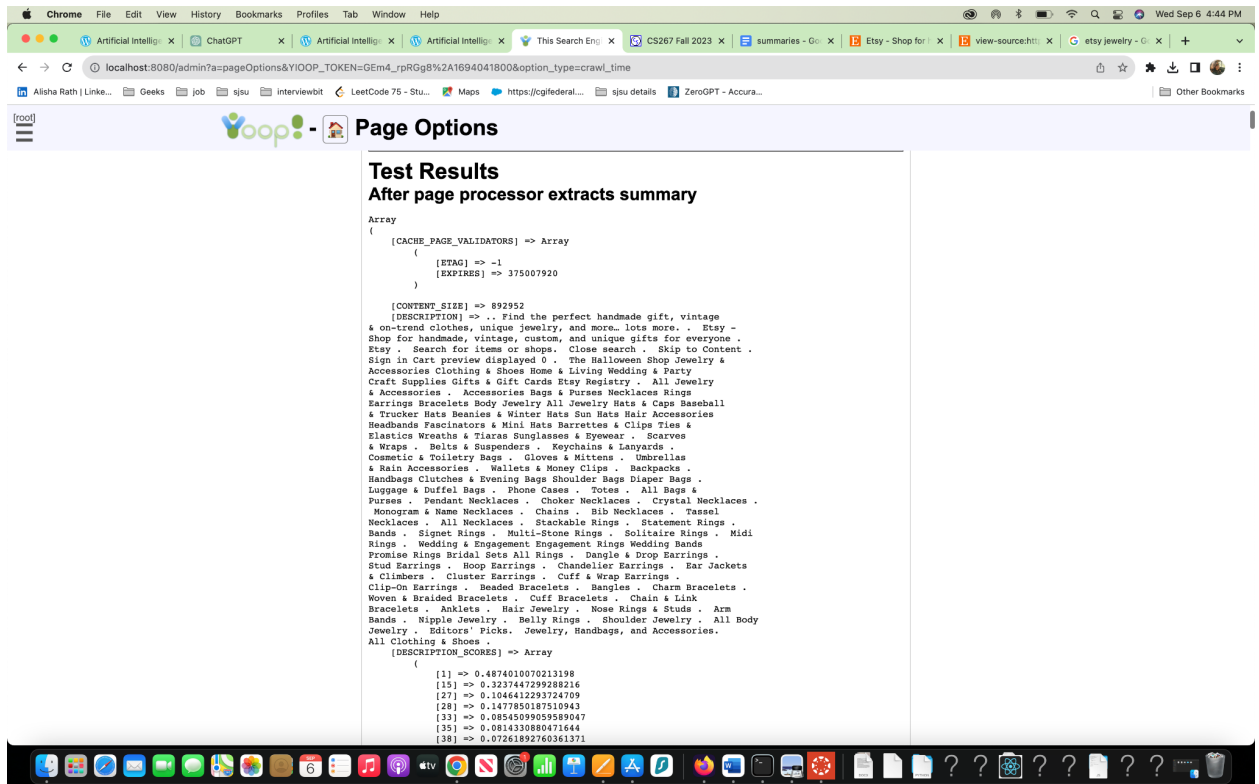 Chrome File Edit View History Bookmarks Profiles Tab Window Help Wed Sep 6 4:44 PM
Artificial Intellige ChatGPT Artificial Intellige Artificial Intellige This Search Eng CS267 Fall 2023 summaries - Go Etsy - Shop for view-source:htt etsy jewelry - G
localhost:8080/admin?a=pageOptions&YIOOP_TOKEN=GEm4_rpRGg8%2A1694041800&option_type=crawl_time
Alisha Rath | Linke... Geeks job sjsu interviewbit LeetCode 75 - Stu... Maps https://cgifederal.... sjsu details ZeroGPT - Accura... Other Bookmarks
[root]
Yoop! - Page Options
Test Results
After page processor extracts summary
Array
(
[CACHE_PAGE_VALIDATORS] => Array
(
[ETAG] => -1
[EXPIRES] => 375007920
)
[CONTENT_SIZE] => 892952
[DESCRIPTION] => .. Find the perfect handmade gift, vintage
& on-trend clothes, unique jewelry, and more… lots more. . Etsy -
Shop for handmade, vintage, custom, and unique gifts for everyone .
Etsy . Search for items or shops. Close search . Skip to Content .
Sign in Cart preview displayed 0 . The Halloween Shop Jewelry &
Accessories Clothing & Shoes Home & Living Wedding & Party
Craft Supplies Gifts & Gift Cards Etsy Registry . All Jewelry
& Accessories . Accessories Bags & Purses Necklaces Rings
Earrings Bracelets Body Jewelry All Jewelry Hats & Caps Baseball
& Trucker Hats Beanies & Winter Hats Sun Hats Hair Accessories
Headbands Fascinators & Mini Hats Barrettes & Clips Ties &
Elastics Wreaths & Tiaras Sunglasses & Eyewear . Scarves
& Wraps . Belts & Suspenders . Keychains & Lanyards .
Cosmetic & Toiletry Bags . Gloves & Mittens . Umbrellas
& Rain Accessories . Wallets & Money Clips . Backpacks .
Handbags Clutches & Evening Bags Shoulder Bags Diaper Bags .
Luggage & Duffel Bags . Phone Cases . Totes . All Bags &
Purses . Pendant Necklaces . Choker Necklaces . Crystal Necklaces .
Monogram & Name Necklaces . Chains . Bib Necklaces . Tassel
Necklaces . All Necklaces . Stackable Rings . Statement Rings .
Bands . Signet Rings . Multi-Stone Rings . Solitaire Rings . Midi
Rings . Wedding & Engagement Engagement Rings Wedding Bands
Promise Rings Bridal Sets All Rings . Dangle & Drop Earrings .
Stud Earrings . Hoop Earrings . Chandelier Earrings . Ear Jackets
& Climbers . Cluster Earrings . Cuff & Wrap Earrings .
Clip-On Earrings . Beaded Bracelets . Bangles . Charm Bracelets .
Woven & Braided Bracelets . Cuff Bracelets . Chain & Link
Bracelets . Anklets . Hair Jewelry . Nose Rings & Studs . Arm
Bands . Nipple Jewelry . Belly Rings . Shoulder Jewelry . All Body
Jewelry . Editors' Picks. Jewelry, Handbags, and Accessories.
All Clothing & Shoes .
[DESCRIPTION_SCORES] => Array
(
[1] => 0.4874010070213198
[15] => 0.3237447299288216
[27] => 0.1046412293724709
[28] => 0.1477850187510943
[33] => 0.08545099059589047
[35] => 0.0814330880471644
[38] => 0.07261892760361371